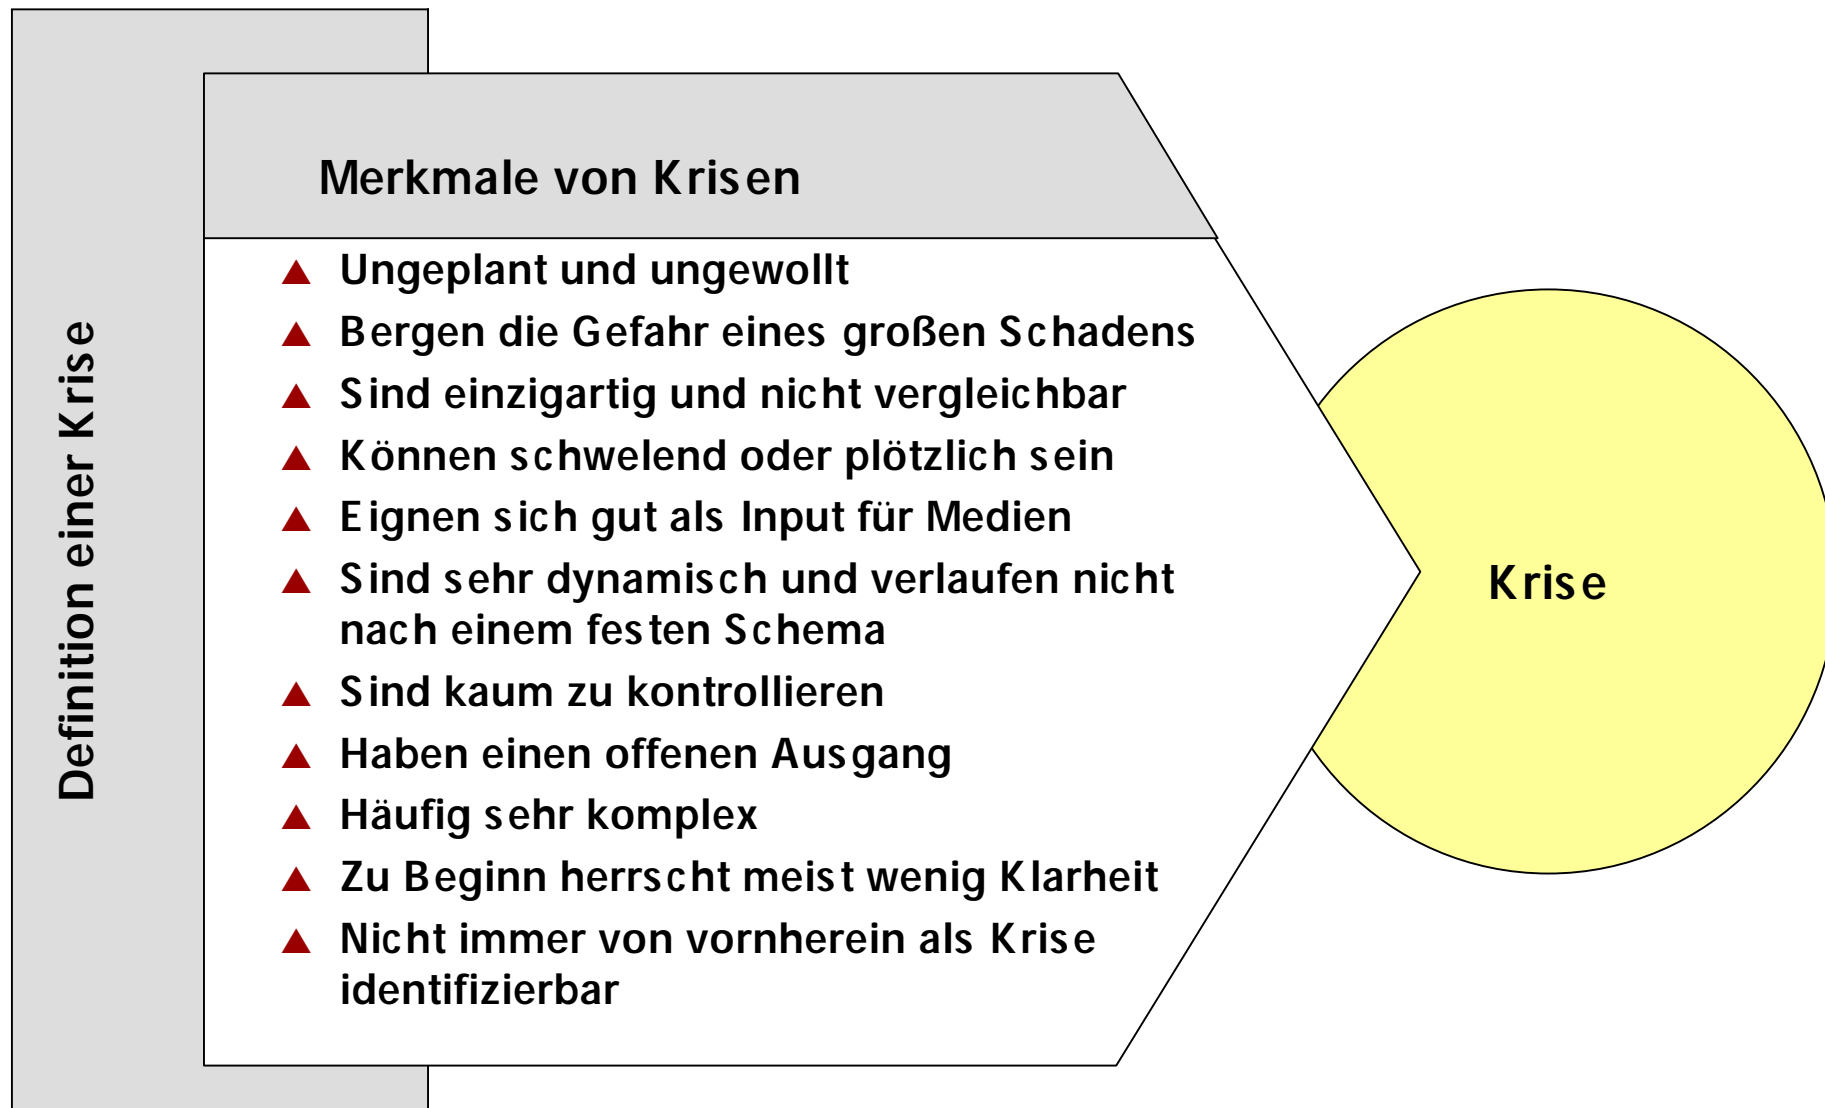 Definition einer Krise
Merkmale von Krisen
Ungeplant und ungewollt
Bergen die Gefahr eines großen Schadens
Sind einzigartig und nicht vergleichbar
Können schwelend oder plötzlich sein
Eignen sich gut als Input für Medien
Sind sehr dynamisch und verlaufen nicht
nach einem festen Schema
Sind kaum zu kontrollieren
Haben einen offenen Ausgang
Häufig sehr komplex
Zu Beginn herrscht meist wenig Klarheit
Nicht immer von vornherein als Krise
identifizierbar
Krise